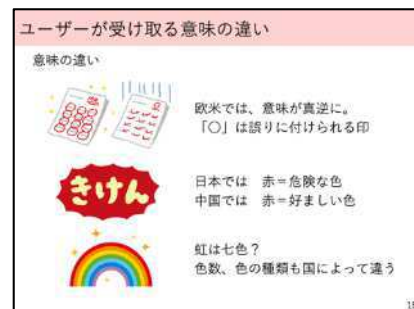 ユーザーが受け取る意味の違い
意味の違い
欧米では、意味が真逆に。
「〇」は誤りに付けられる印
きけん
日本では 赤＝危険な色
中国では 赤＝好ましい色
虹は七色？
色数、色の種類も国によって違う